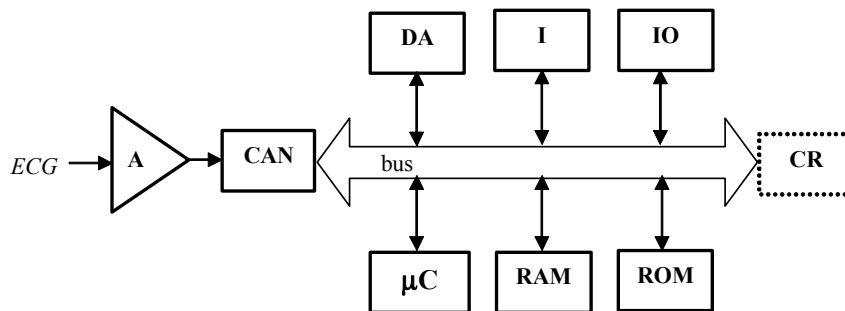 DA I IO
ECG A CAN bus CR
μC RAM ROM